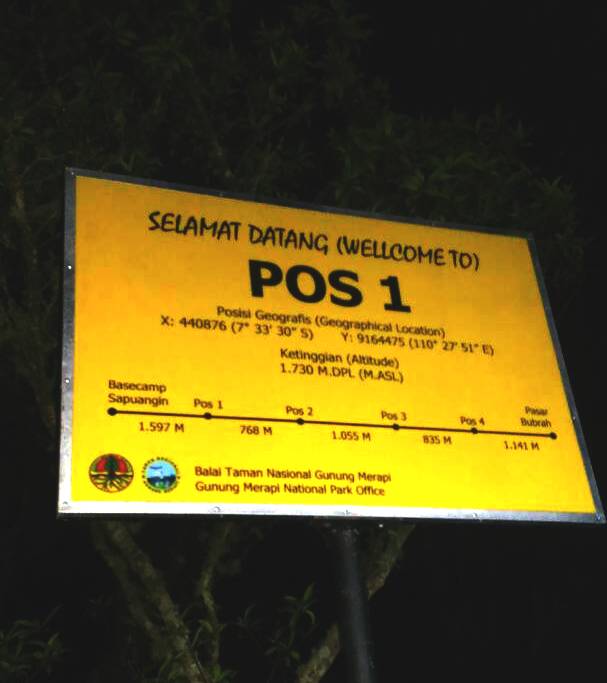 SELAMAT DATANG (WELLCOME TO)
POS 1
Posisi Geografis (Geographical Location)
X: 440876 (7° 33' 30" S) Y: 9164475 (110° 27' 51" E)
Ketinggian (Altitude)
1.730 M.DPL (M.ASL)
Basecamp
Sapuangin Pos 1 Pos 2 Pos 3 Pos 4 Pasar
Bubrah
1.597 M 768 M 1.055 M 835 M 1.141 M
Balai Taman Nasional Gunung Merapi
Gunung Merapi National Park Office